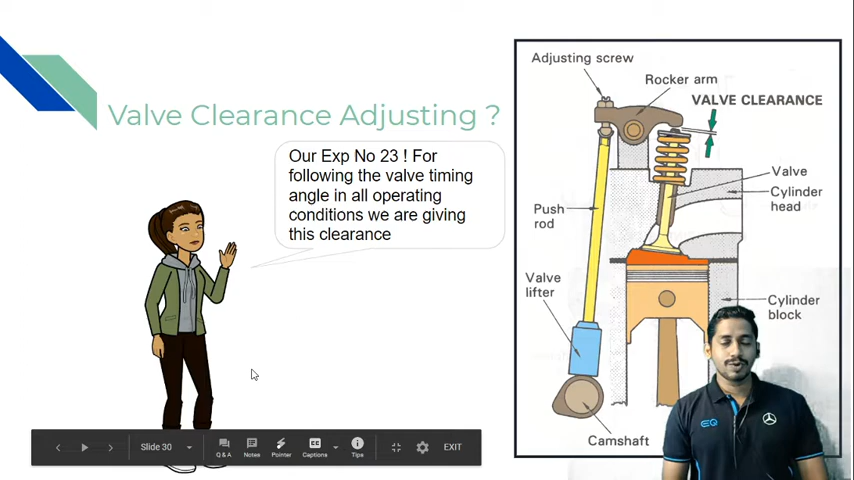 Valve Clearance Adjusting ?
Our Exp No 23 ! For
following the valve timing
angle in all operating
conditions we are giving
this clearance
Adjusting screw
Rocker arm
VALVE CLEARANCE
Valve
Cylinder
head
Push
rod
Valve
lifter
Cylinder
block
Camshaft
EQ
Slide 30
Q & A
Notes
Pointer
Captions
Tips
EXIT